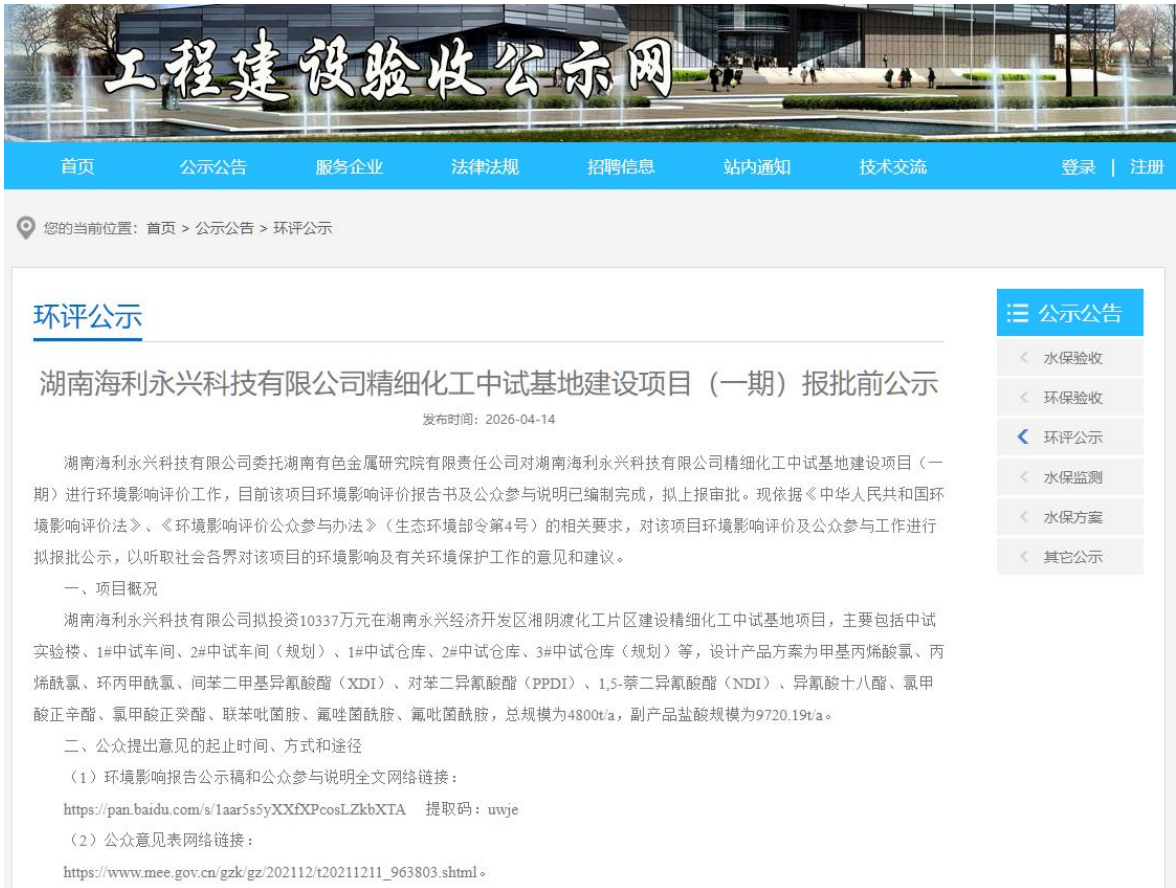 工程建设验收公示网
首页 公示公告 服务企业 法律法规 招聘信息 站内通知 技术交流 登录 | 注册
您的当前位置：首页 > 公示公告 > 环评公示
环评公示
湖南海利永兴科技有限公司精细化工中试基地建设项目（一期）报批前公示
发布时间：2026-04-14
湖南海利永兴科技有限公司委托湖南有色金属研究院有限责任公司对湖南海利永兴科技有限公司精细化工中试基地建设项目（一
期）进行环境影响评价工作，目前该项目环境影响评价报告书及公众参与说明已编制完成，拟上报审批。现依据《中华人民共和国环
境影响评价法》、《环境影响评价公众参与办法》（生态环境部令第4号）的相关要求，对该项目环境影响评价及公众参与工作进行
拟报批公示，以听取社会各界对该项目的环境影响及有关环境保护工作的意见和建议。
一、项目概况
湖南海利永兴科技有限公司拟投资10337万元在湖南永兴经济开发区湘阴渡化工片区建设精细化工中试基地项目，主要包括中试
实验楼、1#中试车间、2#中试车间（规划）、1#中试仓库、2#中试仓库、3#中试仓库（规划）等，设计产品方案为甲基丙烯酸氯、丙
烯酰氯、环丙甲酰氯、间苯二甲基异氰酸酯（XDI）、对苯二异氰酸酯（PPDI）、1,5-萘二异氰酸酯（NDI）、异氰酸十八酯、氯甲
酸正辛酯、氯甲酸正癸酯、联苯吡菌胺、氟唑菌酰胺、氟吡菌酰胺，总规模为4800t/a，副产品盐酸规模为9720.19t/a。
二、公众提出意见的起止时间、方式和途径
（1）环境影响报告公示稿和公众参与说明全文网络链接：
https://pan.baidu.com/s/1aar5s5yXXfXPcosLZkbXTA 提取码：uwje
（2）公众意见表网络链接：
https://www.mee.gov.cn/gzk/gz/202112/t20211211_963803.shtml。
公示公告
水保验收
环保验收
环评公示
水保监测
水保方案
其它公示